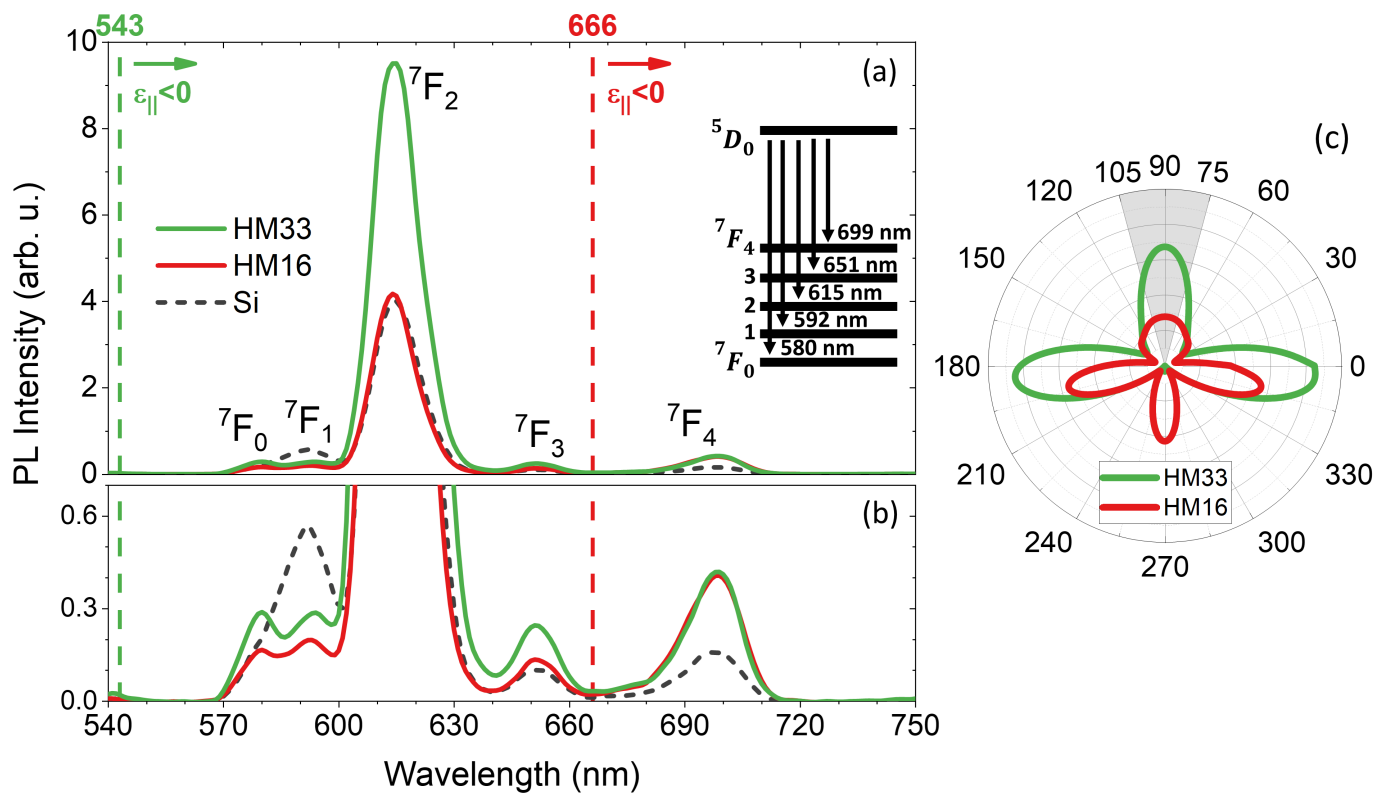 543
666
10
8
6
4
2
0
ε||<0
ε||<0
(a)
⁷F₂
HM33
HM16
Si
⁷F₀
⁷F₁
⁷F₃
⁷F₄
⁵D₀
⁷F₄
3
2
1
⁷F₀
699 nm
651 nm
615 nm
592 nm
580 nm
PL Intensity (arb. u.)
(b)
0.6
0.3
0.0
540
570
600
630
660
690
720
750
Wavelength (nm)
(c)
105
90
75
120
60
150
30
180
0
210
330
240
300
270
HM33
HM16